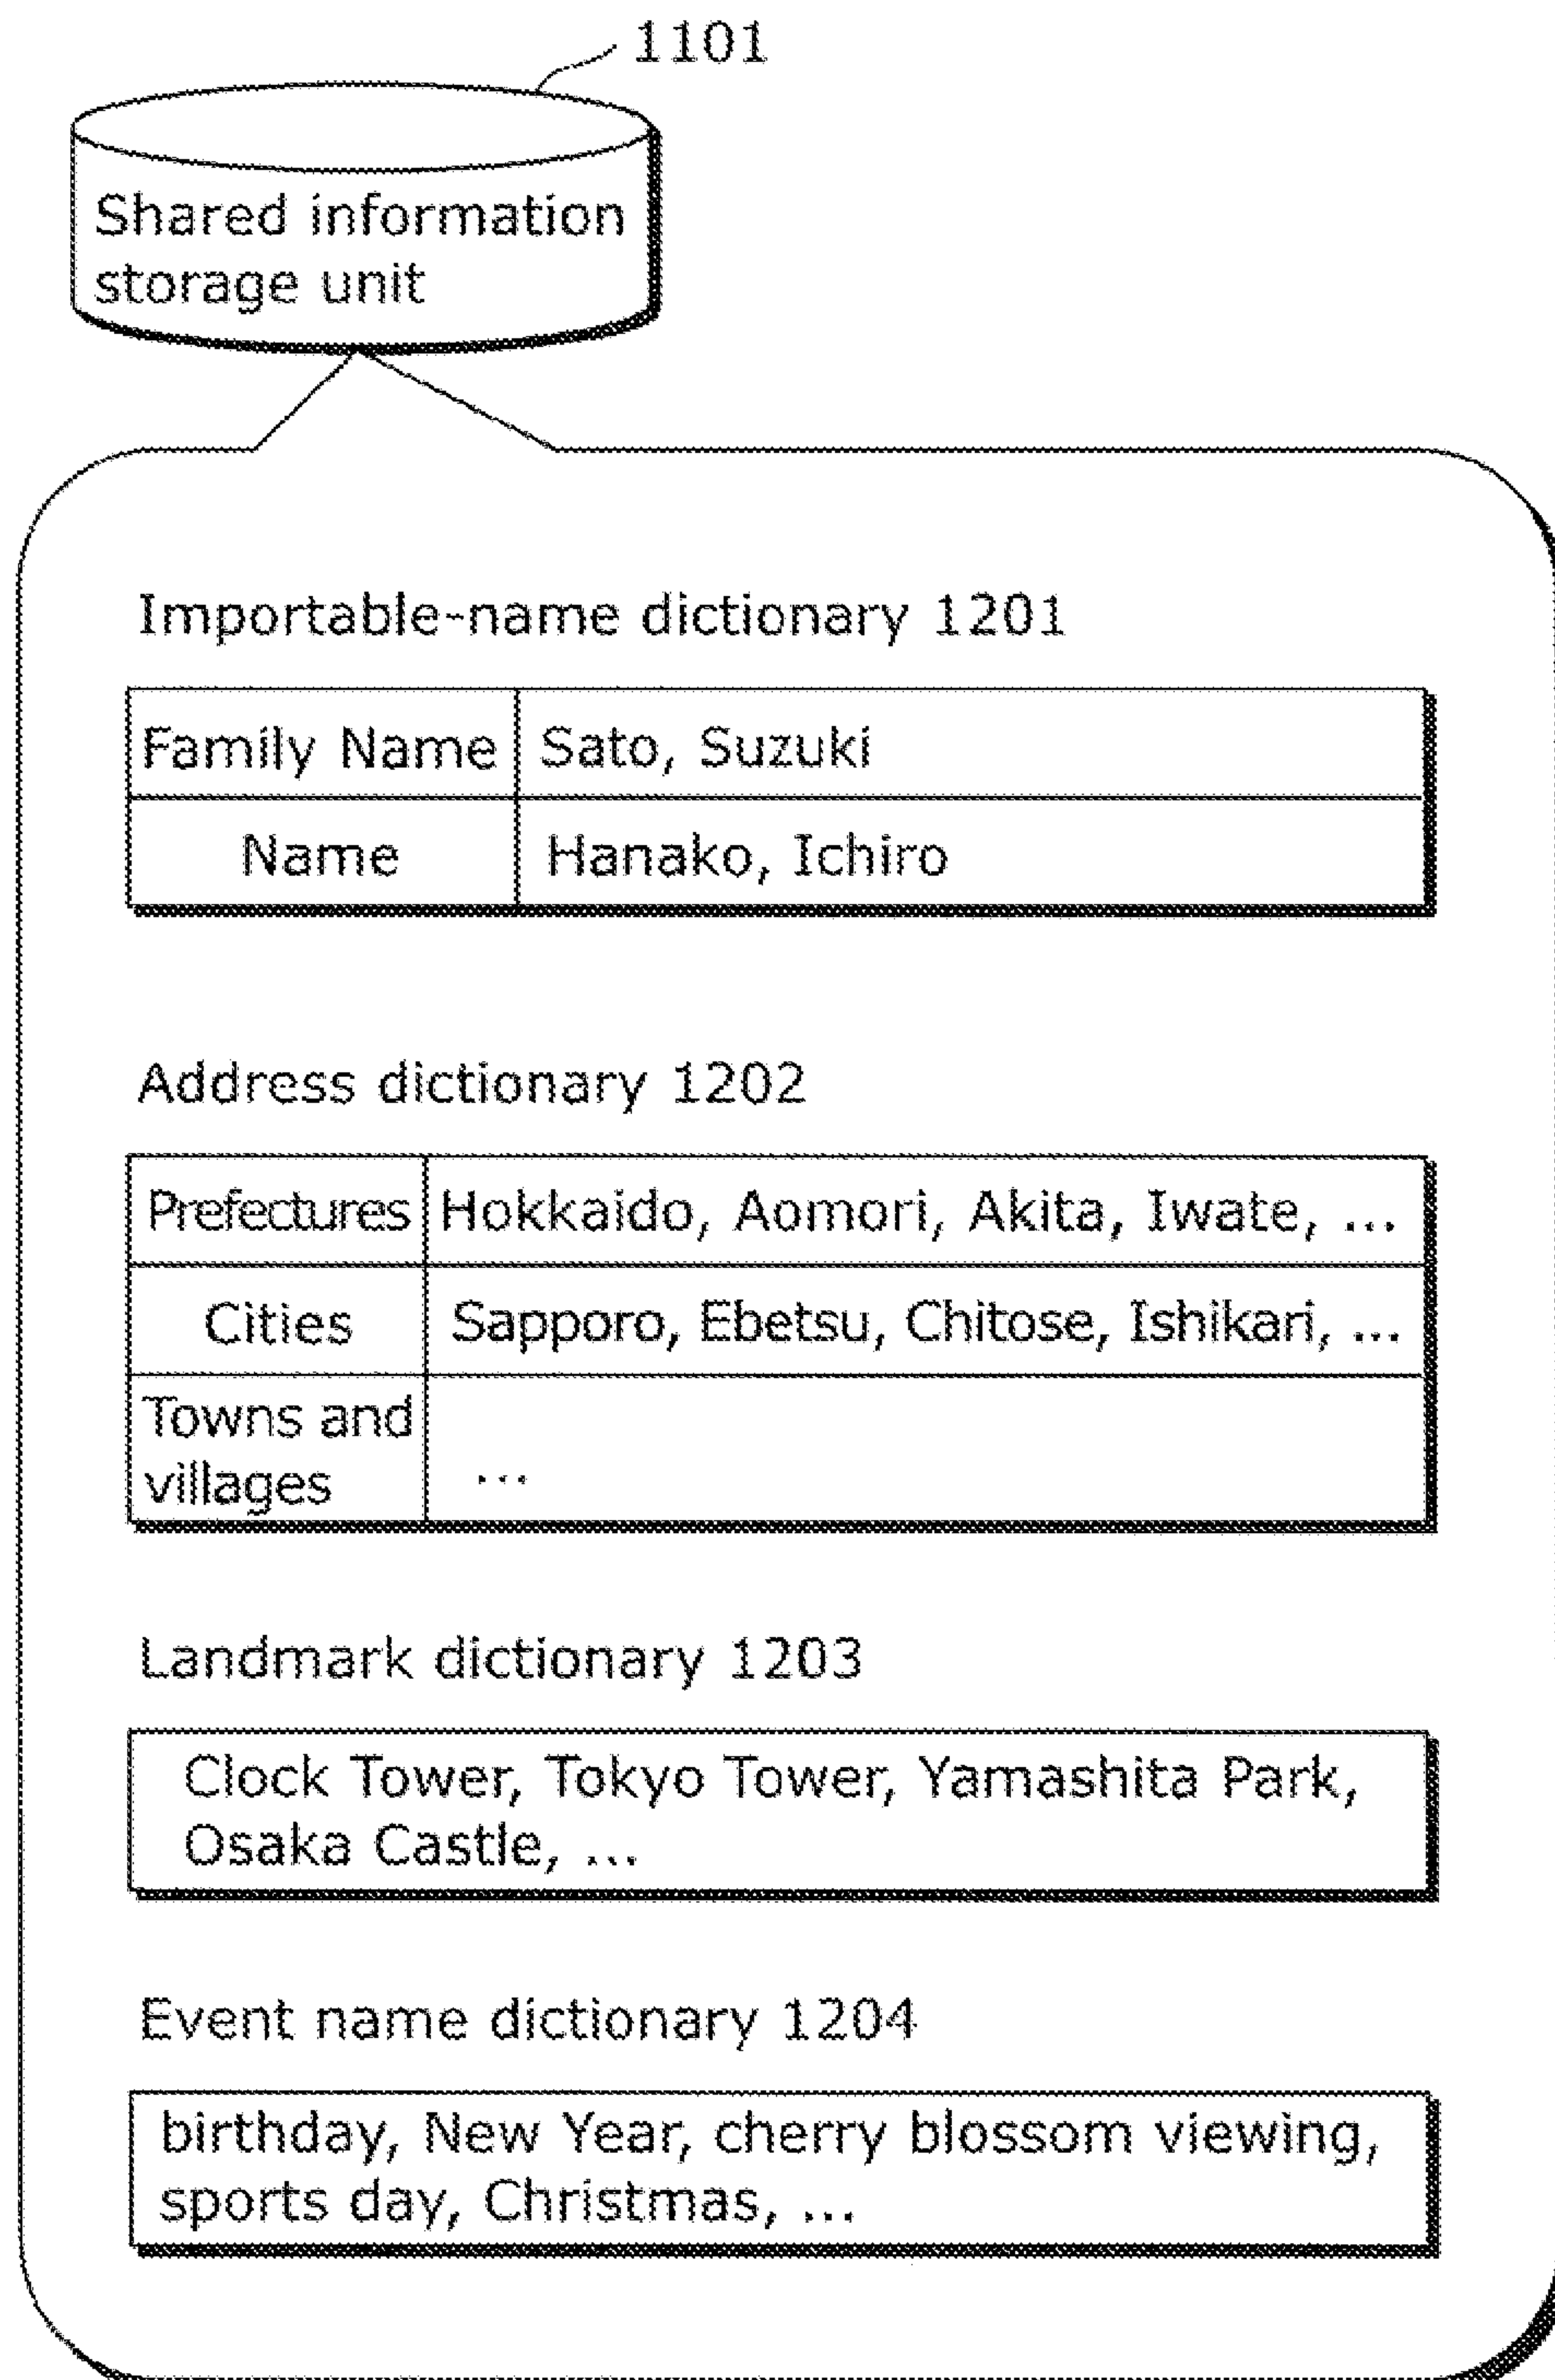 1101
Shared information
storage unit
Importable-name dictionary 1201
Family Name Sato, Suzuki
Name Hanako, Ichiro
Address dictionary 1202
Prefectures Hokkaido, Aomori, Akita, Iwate, ...
Cities Sapporo, Ebetsu, Chitose, Ishikari, ...
Towns and
villages ...
Landmark dictionary 1203
Clock Tower, Tokyo Tower, Yamashita Park,
Osaka Castle, ...
Event name dictionary 1204
birthday, New Year, cherry blossom viewing,
sports day, Christmas, ...